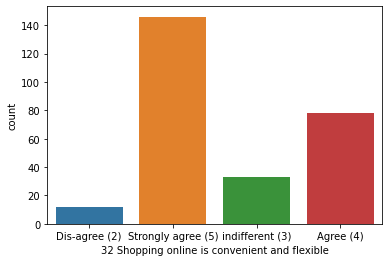 140
120
100
80
60
40
20
0
count
Dis-agree (2) Strongly agree (5) indifferent (3) Agree (4)
32 Shopping online is convenient and flexible